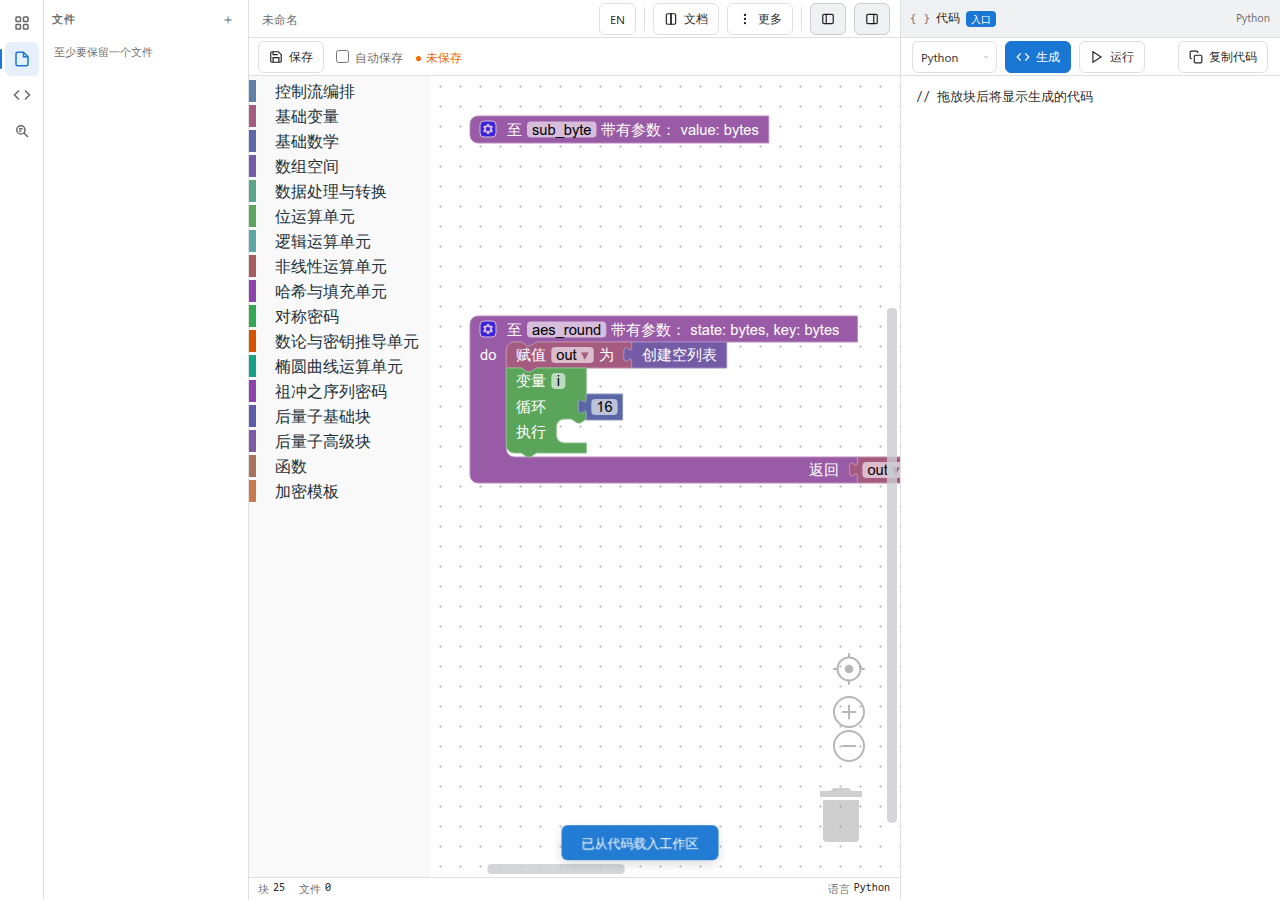 文件 +
至少要保留一个文件
未命名
EN
文档
更多
保存
自动保存
● 未保存
控制流编排
基础变量
基础数学
数组空间
数据处理与转换
位运算单元
逻辑运算单元
非线性运算单元
哈希与填充单元
对称密码
数论与密钥推导单元
椭圆曲线运算单元
祖冲之序列密码
后量子基础块
后量子高级块
函数
加密模板
至 sub_byte 带有参数： value: bytes
至 aes_round 带有参数： state: bytes, key: bytes
do 赋值 out ▾ 为 创建空列表
变量 i
循环 16
执行
返回 out ▾
已从代码载入工作区
块 25 文件 0
语言 Python
{ } 代码 入口
Python
Python
生成
运行
复制代码
// 拖放块后将显示生成的代码